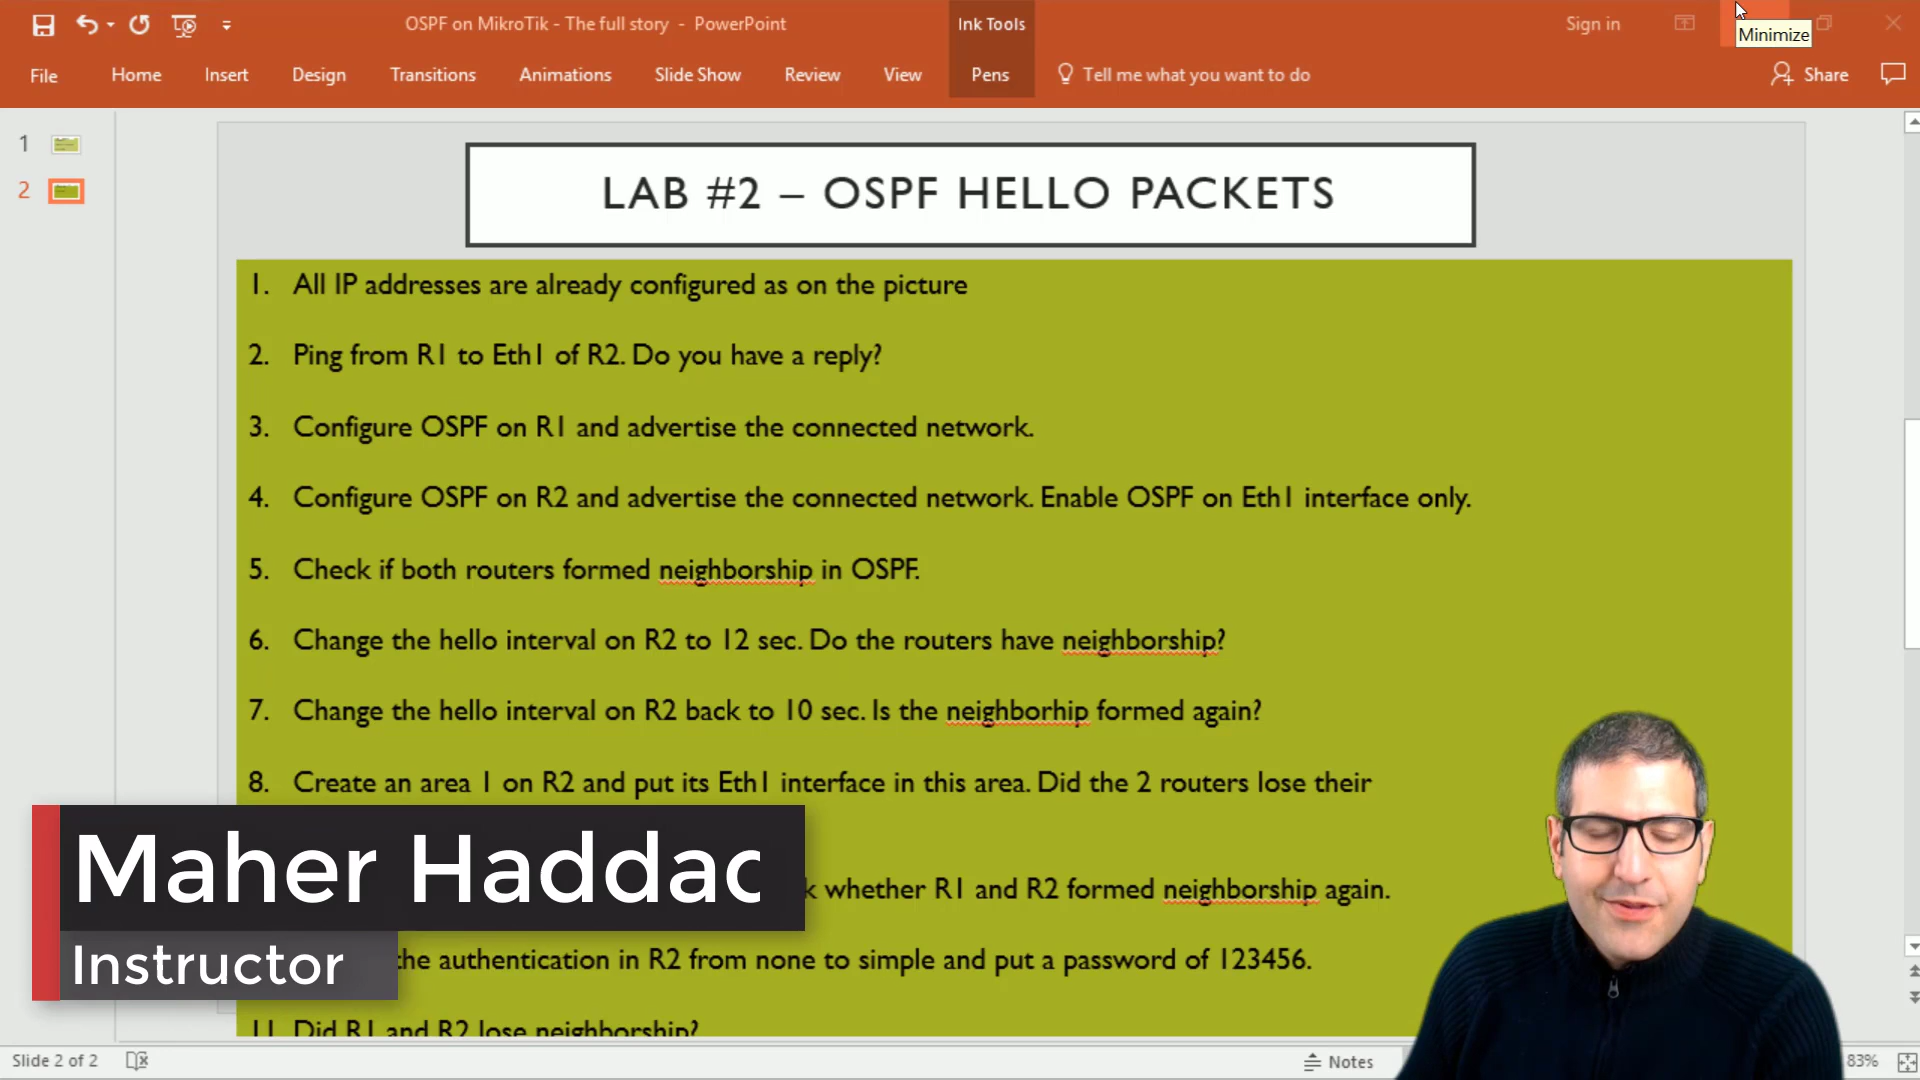 OSPF on MikroTik - The full story - PowerPoint
Ink Tools
Sign in
Minimize
File
Home
Insert
Design
Transitions
Animations
Slide Show
Review
View
Pens
Tell me what you want to do
Share
1
2
LAB #2 – OSPF HELLO PACKETS
1. All IP addresses are already configured as on the picture
2. Ping from R1 to Eth1 of R2. Do you have a reply?
3. Configure OSPF on R1 and advertise the connected network.
4. Configure OSPF on R2 and advertise the connected network. Enable OSPF on Eth1 interface only.
5. Check if both routers formed neighborship in OSPF.
6. Change the hello interval on R2 to 12 sec. Do the routers have neighborship?
7. Change the hello interval on R2 back to 10 sec. Is the neighborhip formed again?
8. Create an area 1 on R2 and put its Eth1 interface in this area. Did the 2 routers lose their
whether R1 and R2 formed neighborship again.
the authentication in R2 from none to simple and put a password of 123456.
11. Did R1 and R2 lose neighborship?
Maher Haddad
Instructor
Slide 2 of 2
Notes
83%